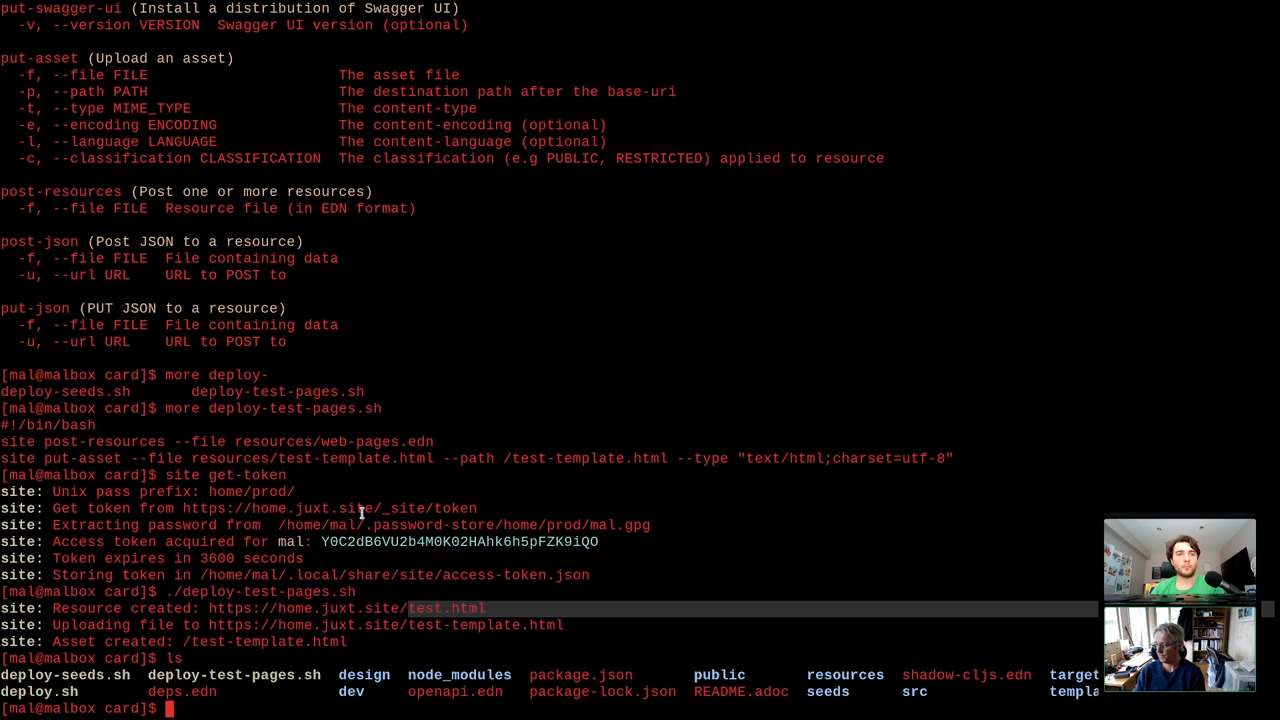 put-swagger-ui (Install a distribution of Swagger UI)
  -v, --version VERSION  Swagger UI version (optional)
put-asset (Upload an asset)
  -f, --file FILE                      The asset file
  -p, --path PATH                      The destination path after the base-uri
  -t, --type MIME_TYPE                 The content-type
  -e, --encoding ENCODING              The content-encoding (optional)
  -l, --language LANGUAGE              The content-language (optional)
  -c, --classification CLASSIFICATION  The classification (e.g PUBLIC, RESTRICTED) applied to resource
post-resources (Post one or more resources)
  -f, --file FILE  Resource file (in EDN format)
post-json (Post JSON to a resource)
  -f, --file FILE  File containing data
  -u, --url URL    URL to POST to
put-json (PUT JSON to a resource)
  -f, --file FILE  File containing data
  -u, --url URL    URL to POST to
[mal@malbox card]$ more deploy-
deploy-seeds.sh       deploy-test-pages.sh
[mal@malbox card]$ more deploy-test-pages.sh
#!/bin/bash
site post-resources --file resources/web-pages.edn
site put-asset --file resources/test-template.html --path /test-template.html --type "text/html;charset=utf-8"
[mal@malbox card]$ site get-token
site: Unix pass prefix: home/prod/
site: Get token from https://home.juxt.site/_site/token
site: Extracting password from  /home/mal/.password-store/home/prod/mal.gpg
site: Access token acquired for mal: Y0C2dB6VU2b4M0K02HAhk6h5pFZK9iQO
site: Token expires in 3600 seconds
site: Storing token in /home/mal/.local/share/site/access-token.json
[mal@malbox card]$ ./deploy-test-pages.sh
site: Resource created: https://home.juxt.site/test.html
site: Uploading file to https://home.juxt.site/test-template.html
site: Asset created: /test-template.html
[mal@malbox card]$ ls
deploy-seeds.sh  deploy-test-pages.sh  design  node_modules  package.json       public     resources  shadow-cljs.edn  target
deploy.sh        deps.edn              dev     openapi.edn   package-lock.json  README.adoc  seeds      src              templa
[mal@malbox card]$